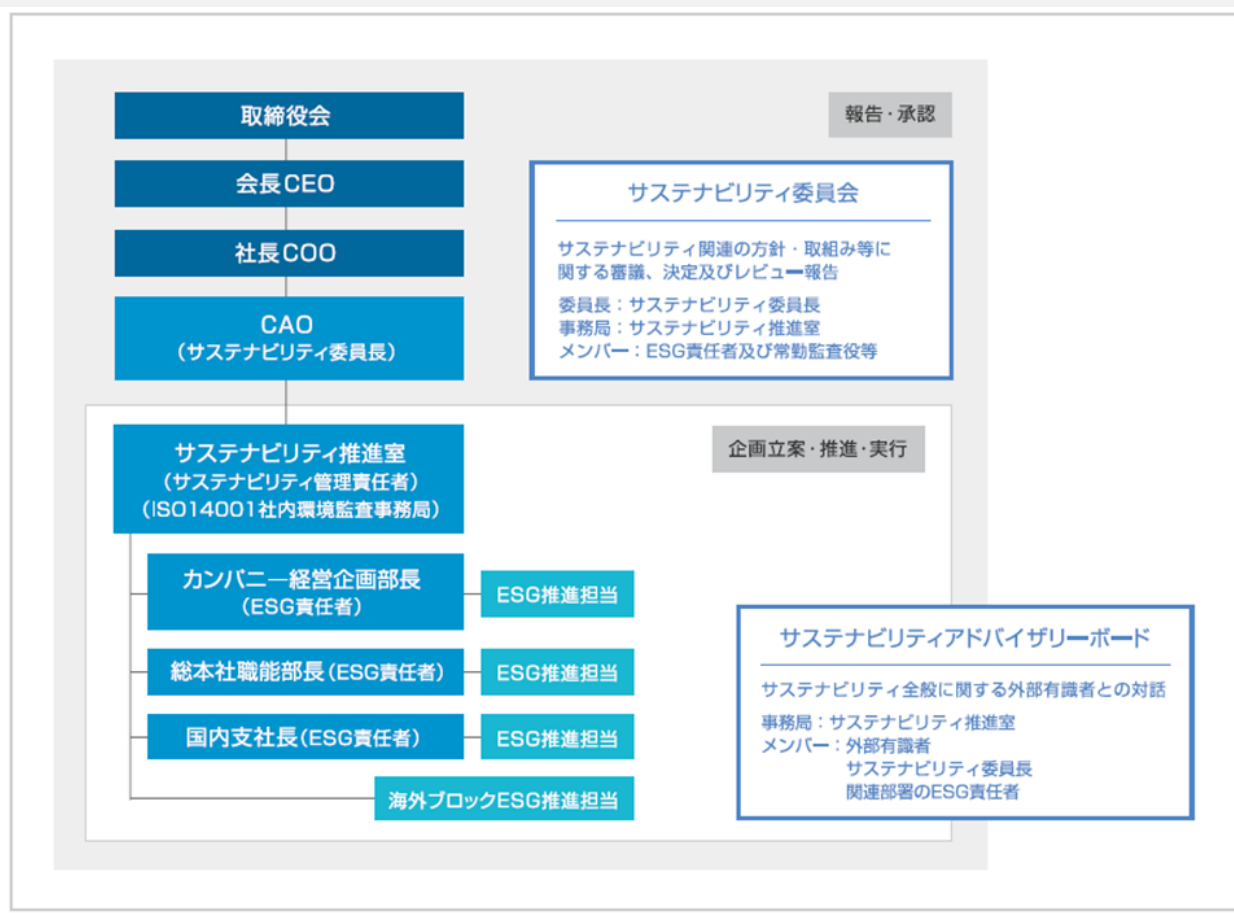 取締役会
報告・承認
会長CEO
社長COO
CAO
(サステナビリティ委員長)
サステナビリティ委員会
サステナビリティ関連の方針・取組み等に
関する審議、決定及びレビュー報告
委員長：サステナビリティ委員長
事務局：サステナビリティ推進室
メンバー：ESG責任者及び常勤監査役等
サステナビリティ推進室
(サステナビリティ管理責任者)
(ISO14001社内環境監査事務局)
企画立案・推進・実行
カンパニー経営企画部長
(ESG責任者)
ESG推進担当
総本社職能部長(ESG責任者)
ESG推進担当
国内支社長(ESG責任者)
ESG推進担当
海外ブロックESG推進担当
サステナビリティアドバイザリーボード
サステナビリティ全般に関する外部有識者との対話
事務局：サステナビリティ推進室
メンバー：外部有識者
サステナビリティ委員長
関連部署のESG責任者